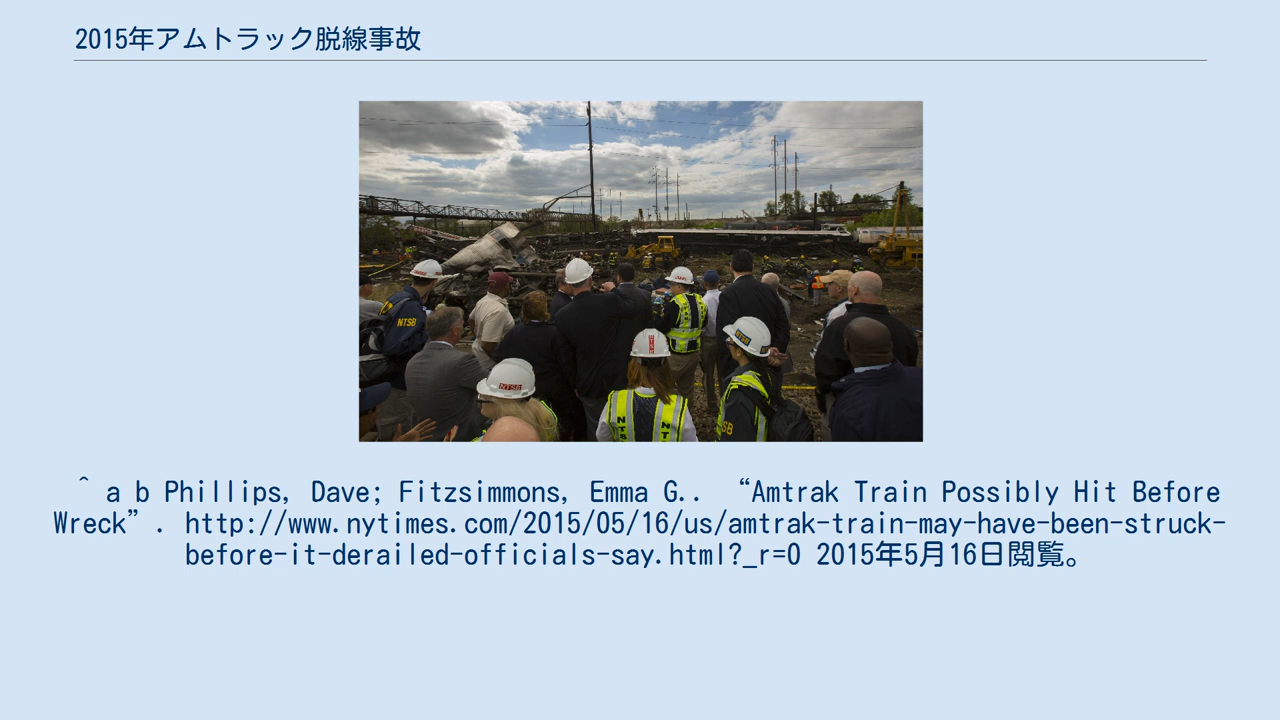 2015年アムトラック脱線事故
NTSB
NTSB
NTSB
^ a b Phillips, Dave; Fitzsimmons, Emma G.. “Amtrak Train Possibly Hit Before
Wreck”. http://www.nytimes.com/2015/05/16/us/amtrak-train-may-have-been-struck-
before-it-derailed-officials-say.html?_r=0 2015年5月16日閲覧。